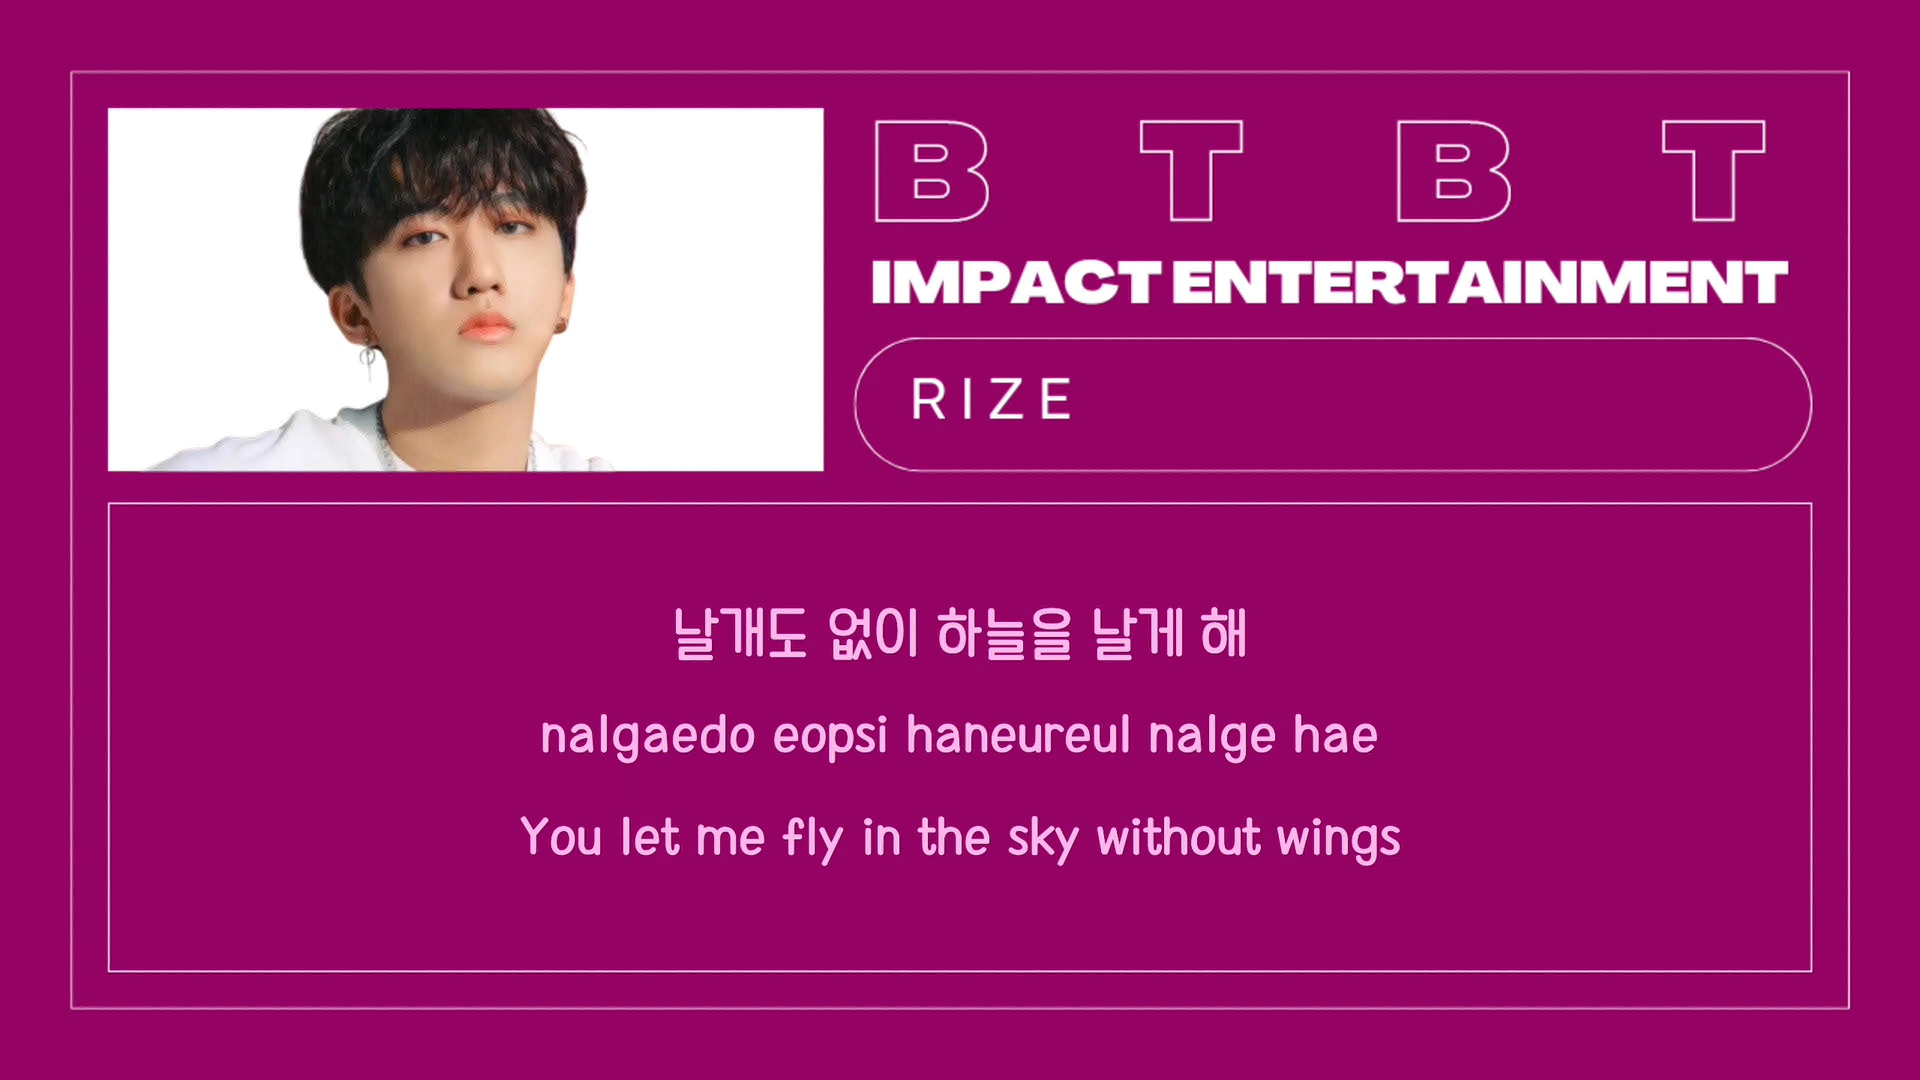 B T B T
IMPACT ENTERTAINMENT
RIZE
날개도 없이 하늘을 날게 해
nalgaedo eopsi haneureul nalge hae
You let me fly in the sky without wings